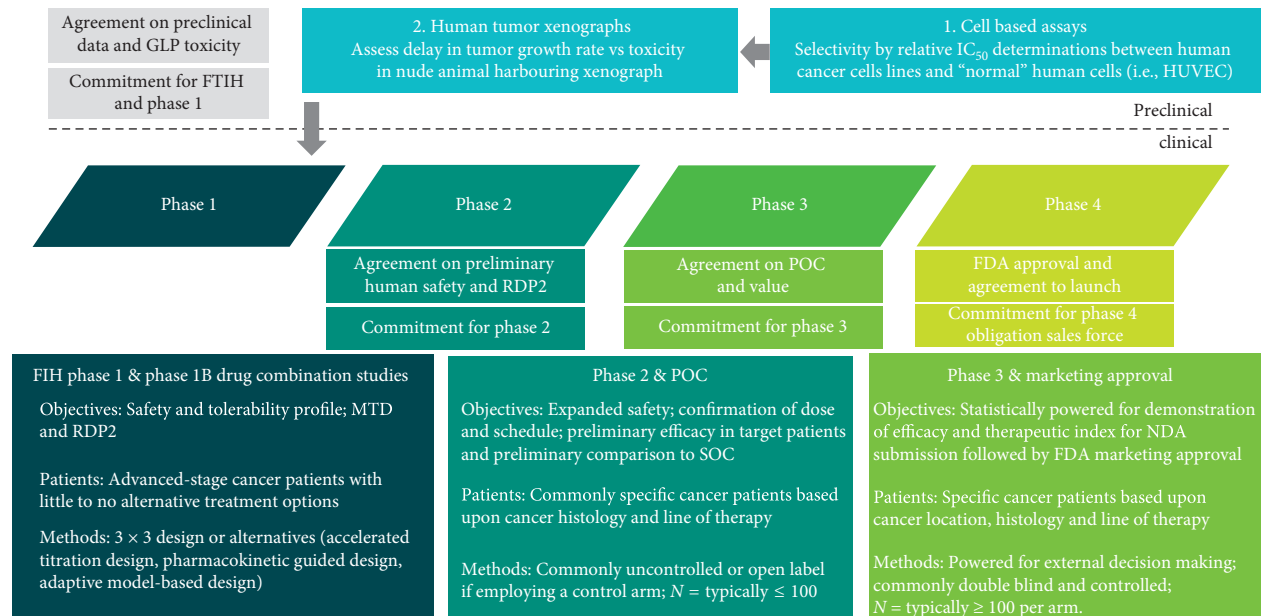 Agreement on preclinical
data and GLP toxicity
Commitment for FTIH
and phase 1
2. Human tumor xenographs
Assess delay in tumor growth rate vs toxicity
in nude animal harbouring xenograph
1. Cell based assays
Selectivity by relative IC50 determinations between human
cancer cells lines and “normal” human cells (i.e., HUVEC)
Preclinical
clinical
Phase 1
Phase 2
Phase 3
Phase 4
Agreement on preliminary
human safety and RDP2
Commitment for phase 2
Agreement on POC
and value
Commitment for phase 3
FDA approval and
agreement to launch
Commitment for phase 4
obligation sales force
FIH phase 1 & phase 1B drug combination studies
Objectives: Safety and tolerability profile; MTD
and RDP2
Patients: Advanced-stage cancer patients with
little to no alternative treatment options
Methods: 3 × 3 design or alternatives (accelerated
titration design, pharmacokinetic guided design,
adaptive model-based design)
Phase 2 & POC
Objectives: Expanded safety; confirmation of dose
and schedule; preliminary efficacy in target patients
and preliminary comparison to SOC
Patients: Commonly specific cancer patients based
upon cancer histology and line of therapy
Methods: Commonly uncontrolled or open label
if employing a control arm; N = typically ≤ 100
Phase 3 & marketing approval
Objectives: Statistically powered for demonstration
of efficacy and therapeutic index for NDA
submission followed by FDA marketing approval
Patients: Specific cancer patients based upon
cancer location, histology and line of therapy
Methods: Powered for external decision making;
commonly double blind and controlled;
N = typically ≥ 100 per arm.